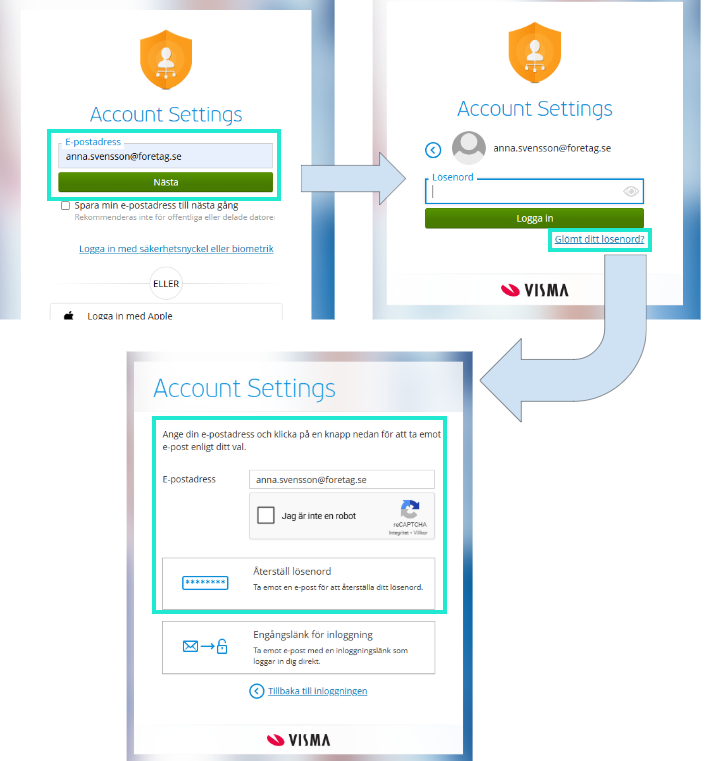 Account Settings
E-postadress
anna.svensson@foretag.se
Nästa
Spara min e-postadress till nästa gång
Rekommenderas inte för offentliga eller delade datorer
Logga in med säkerhetsnyckel eller biometrik
ELLER
Logga in med Apple
Account Settings
anna.svensson@foretag.se
Lösenord
Logga in
Glömt ditt lösenord?
VISMA
Account Settings
Ange din e-postadress och klicka på en knapp nedan för att ta emot
e-post enligt ditt val.
E-postadress
anna.svensson@foretag.se
Jag är inte en robot
reCAPTCHA
Integritet - Villkor
********
Återställ lösenord
Ta emot en e-post för att återställa ditt lösenord.
Engångslänk för inloggning
Ta emot e-post med en inloggningslänk som
loggar in dig direkt.
Tillbaka till inloggningen
VISMA